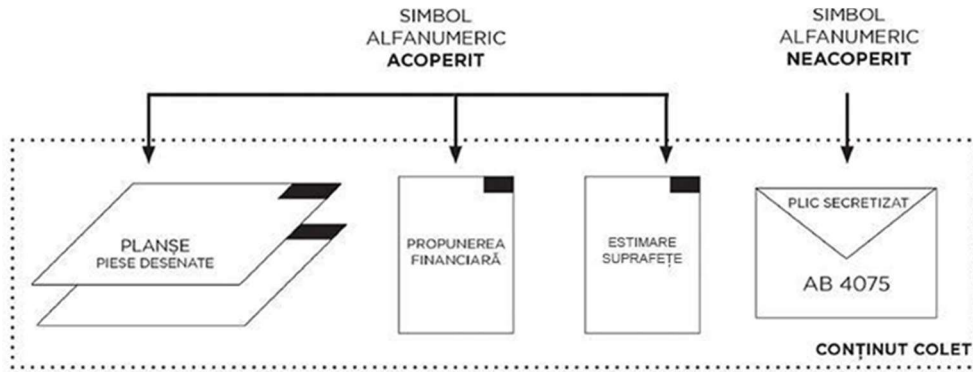 SIMBOL
ALFANUMERIC
ACOPERIT
SIMBOL
ALFANUMERIC
NEACOPERIT
PLANȘE
PIESE DESENATE
PROPUNEREA
FINANCIARĂ
ESTIMARE
SUPRAFEȚE
PLIC SECRETIZAT
AB 4075
CONȚINUT COLET